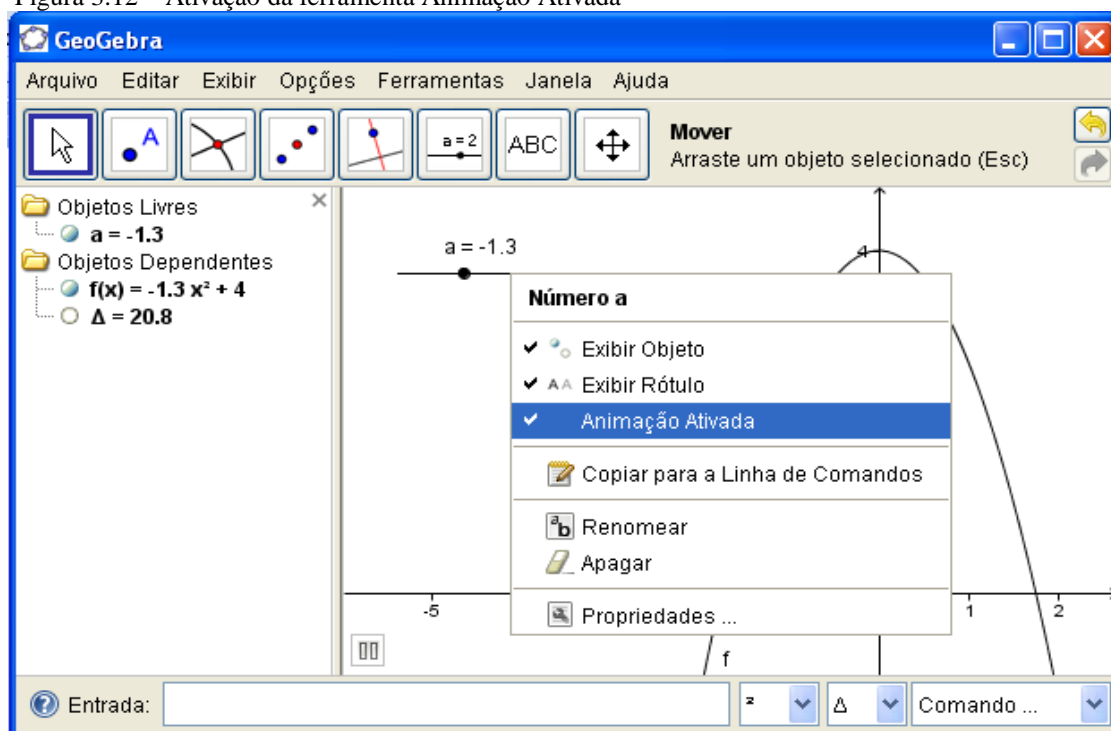 Figura 3.12 – Ativação da ferramenta Animação Ativada
GeoGebra
Arquivo Editar Exibir Opções Ferramentas Janela Ajuda
A
a=2
ABC
Mover
Arraste um objeto selecionado (Esc)
Objetos Livres
a = -1.3
Objetos Dependentes
f(x) = -1.3 x² + 4
Δ = 20.8
a = -1.3
4
Número a
Exibir Objeto
AA Exibir Rótulo
Animação Ativada
Copiar para a Linha de Comandos
ab Renomear
Apagar
Propriedades ...
-5
1
2
f
Entrada:
²
Δ
Comando ...